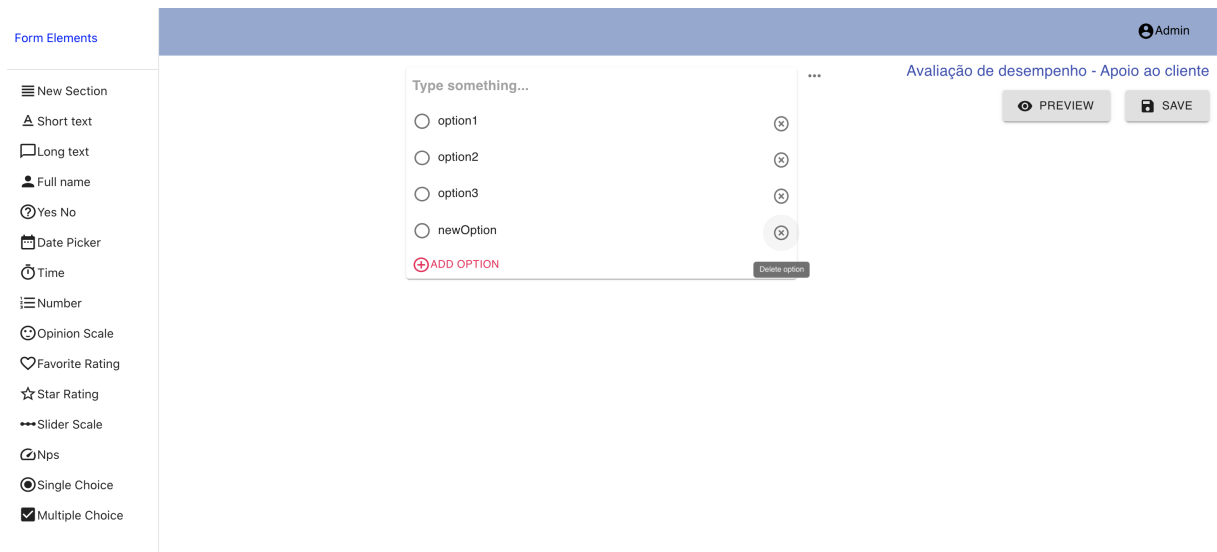 Form Elements
Admin
New Section
Short text
Long text
Full name
Yes No
Date Picker
Time
Number
Opinion Scale
Favorite Rating
Star Rating
Slider Scale
Nps
Single Choice
Multiple Choice
Type something...
option1
option2
option3
newOption
ADD OPTION
Delete option
Avaliação de desempenho - Apoio ao cliente
PREVIEW SAVE